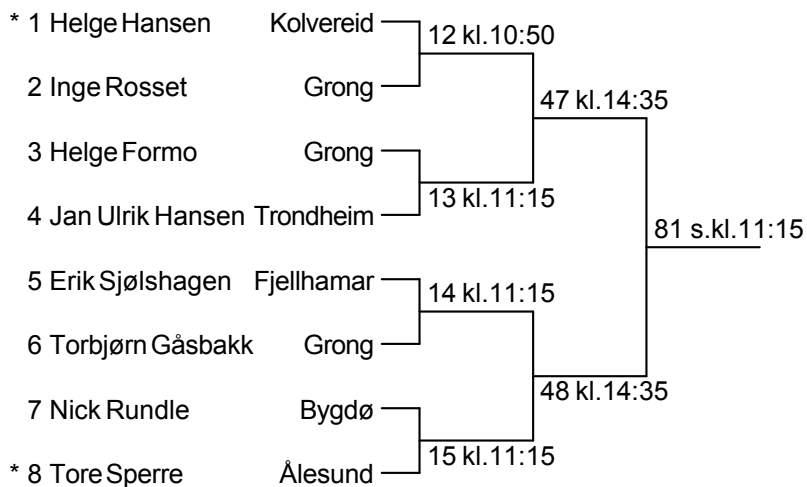 * 1 Helge Hansen Kolvereid
12 kl.10:50
2 Inge Rosset Grong
47 kl.14:35
3 Helge Formo Grong
13 kl.11:15
4 Jan Ulrik Hansen Trondheim
81 s.kl.11:15
5 Erik Sjølshagen Fjellhamar
14 kl.11:15
6 Torbjørn Gåsbakk Grong
48 kl.14:35
7 Nick Rundle Bygdø
15 kl.11:15
* 8 Tore Sperre Ålesund